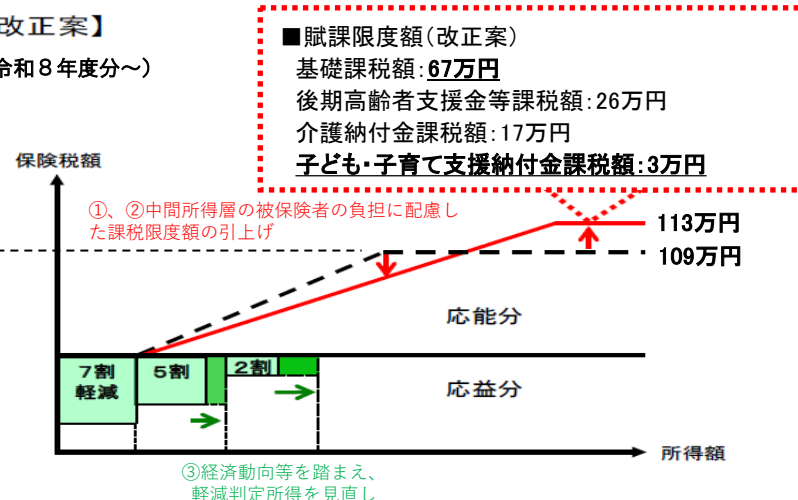 改正案】
令和８年度分～）
■賦課限度額（改正案）
基礎課税額：67万円
後期高齢者支援金等課税額：26万円
介護納付金課税額：17万円
子ども・子育て支援納付金課税額：3万円
保険税額
①、②中間所得層の被保険者の負担に配慮し
た課税限度額の引上げ
113万円
109万円
応能分
7割
軽減
5割
2割
応益分
所得額
③経済動向等を踏まえ、
軽減判定所得を見直し